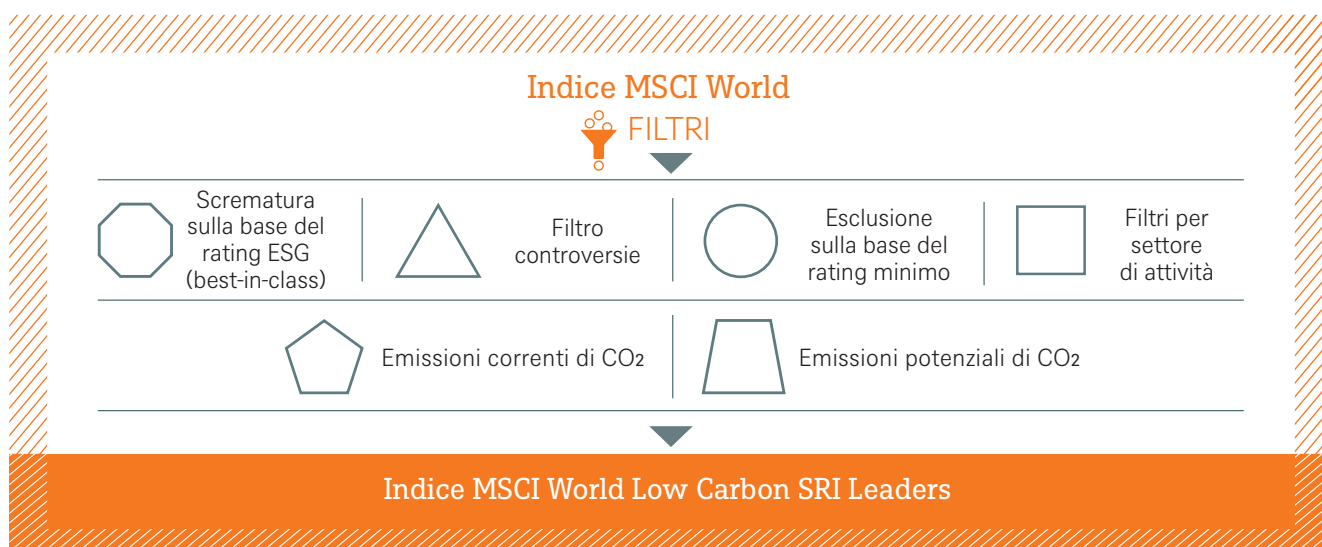 Indice MSCI World
FILTRI
Scrematura
sulla base del
rating ESG
(best-in-class)
Filtro
controversie
Esclusione
sulla base del
rating minimo
Filtri per
settore
di attività
Emissioni correnti di CO2
Emissioni potenziali di CO2
Indice MSCI World Low Carbon SRI Leaders